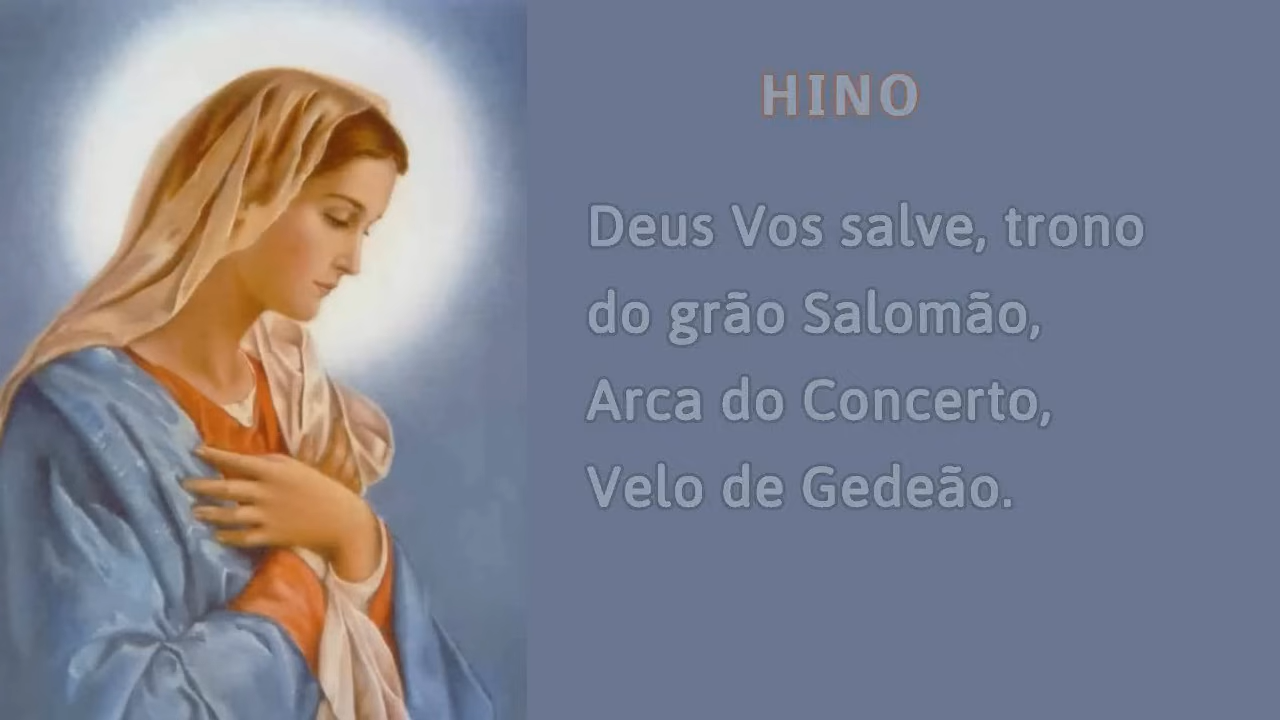 HINO
Deus Vos salve, trono
do grão Salomão,
Arca do Concerto,
Velo de Gedeão.